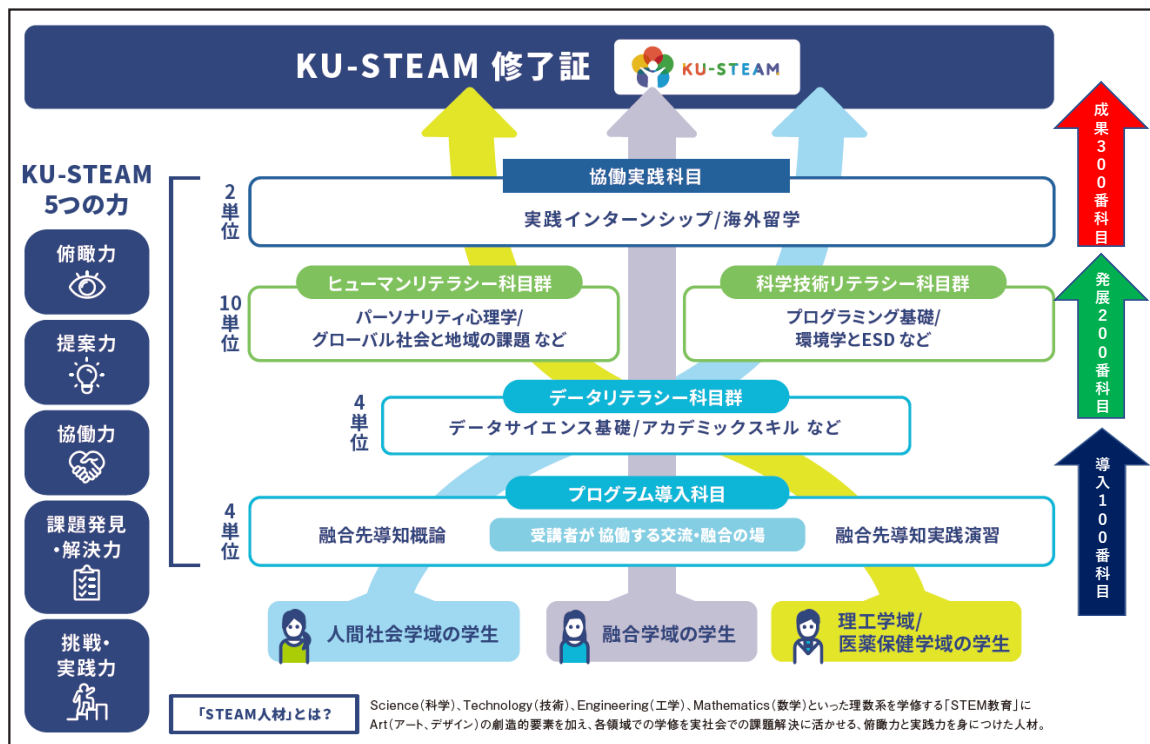 KU-STEAM 修了証
KU-STEAM
KU-STEAM
5つの力
俯瞰力
提案力
協働力
課題発見
・解決力
挑戦・
実践力
2単位
協働実践科目
実践インターンシップ/海外留学
10単位
ヒューマンリテラシー科目群
パーソナリティ心理学/
グローバル社会と地域の課題 など
科学技術リテラシー科目群
プログラミング基礎/
環境学とESD など
4単位
データリテラシー科目群
データサイエンス基礎/アカデミックスキル など
4単位
プログラム導入科目
融合先導知概論
受講者が協働する交流・融合の場
融合先導知実践演習
人間社会学域の学生
融合学域の学生
理工学域/
医薬保健学域の学生
成果300番科目
発展200番科目
導入100番科目
「STEAM人材」とは?
Science(科学)、Technology(技術)、Engineering(工学)、Mathematics(数学)といった理数系を学修する「STEM教育」に
Art(アート、デザイン)の創造的要素を加え、各領域での学修を実社会での課題解決に活かせる、俯瞰力と実践力を身につけた人材。